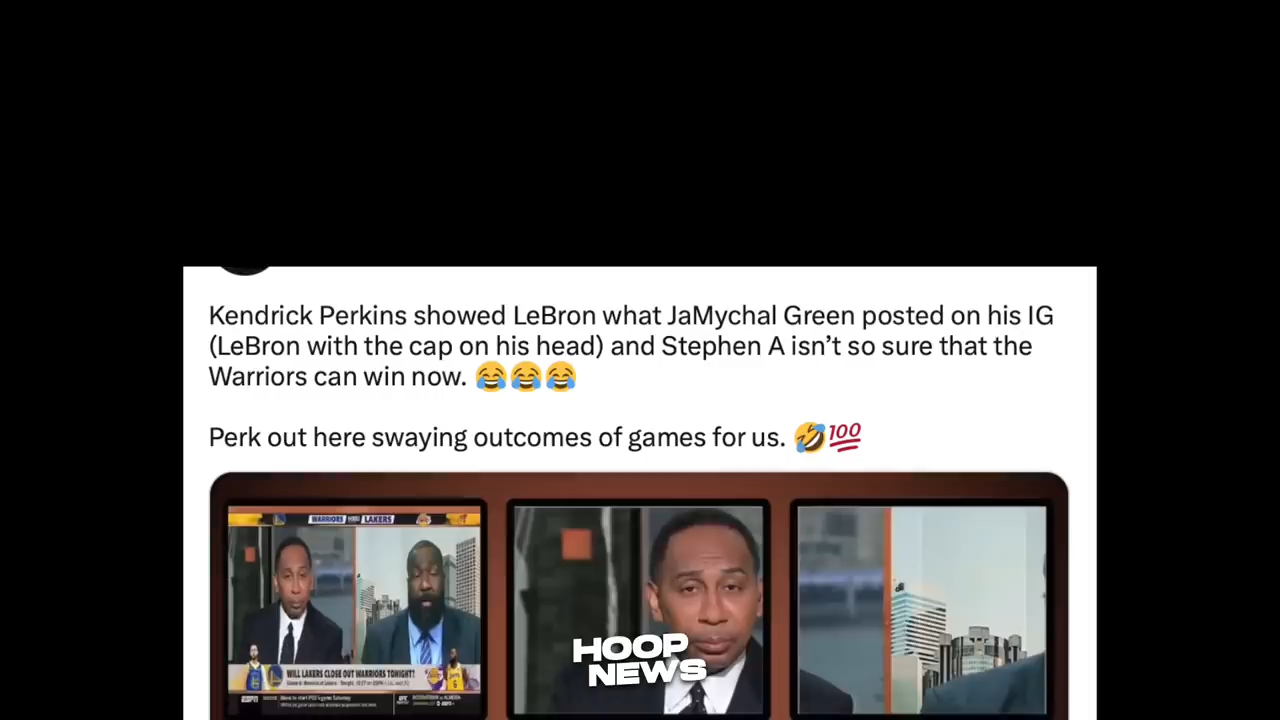 Kendrick Perkins showed LeBron what JaMychal Green posted on his IG
(LeBron with the cap on his head) and Stephen A isn’t so sure that the
Warriors can win now. 😂😂😂
Perk out here swaying outcomes of games for us. 🤣💯
WARRIORS LAKERS
WILL LAKERS CLOSE OUT WARRIORS TONIGHT?
ESPN
HOOP
NEWS